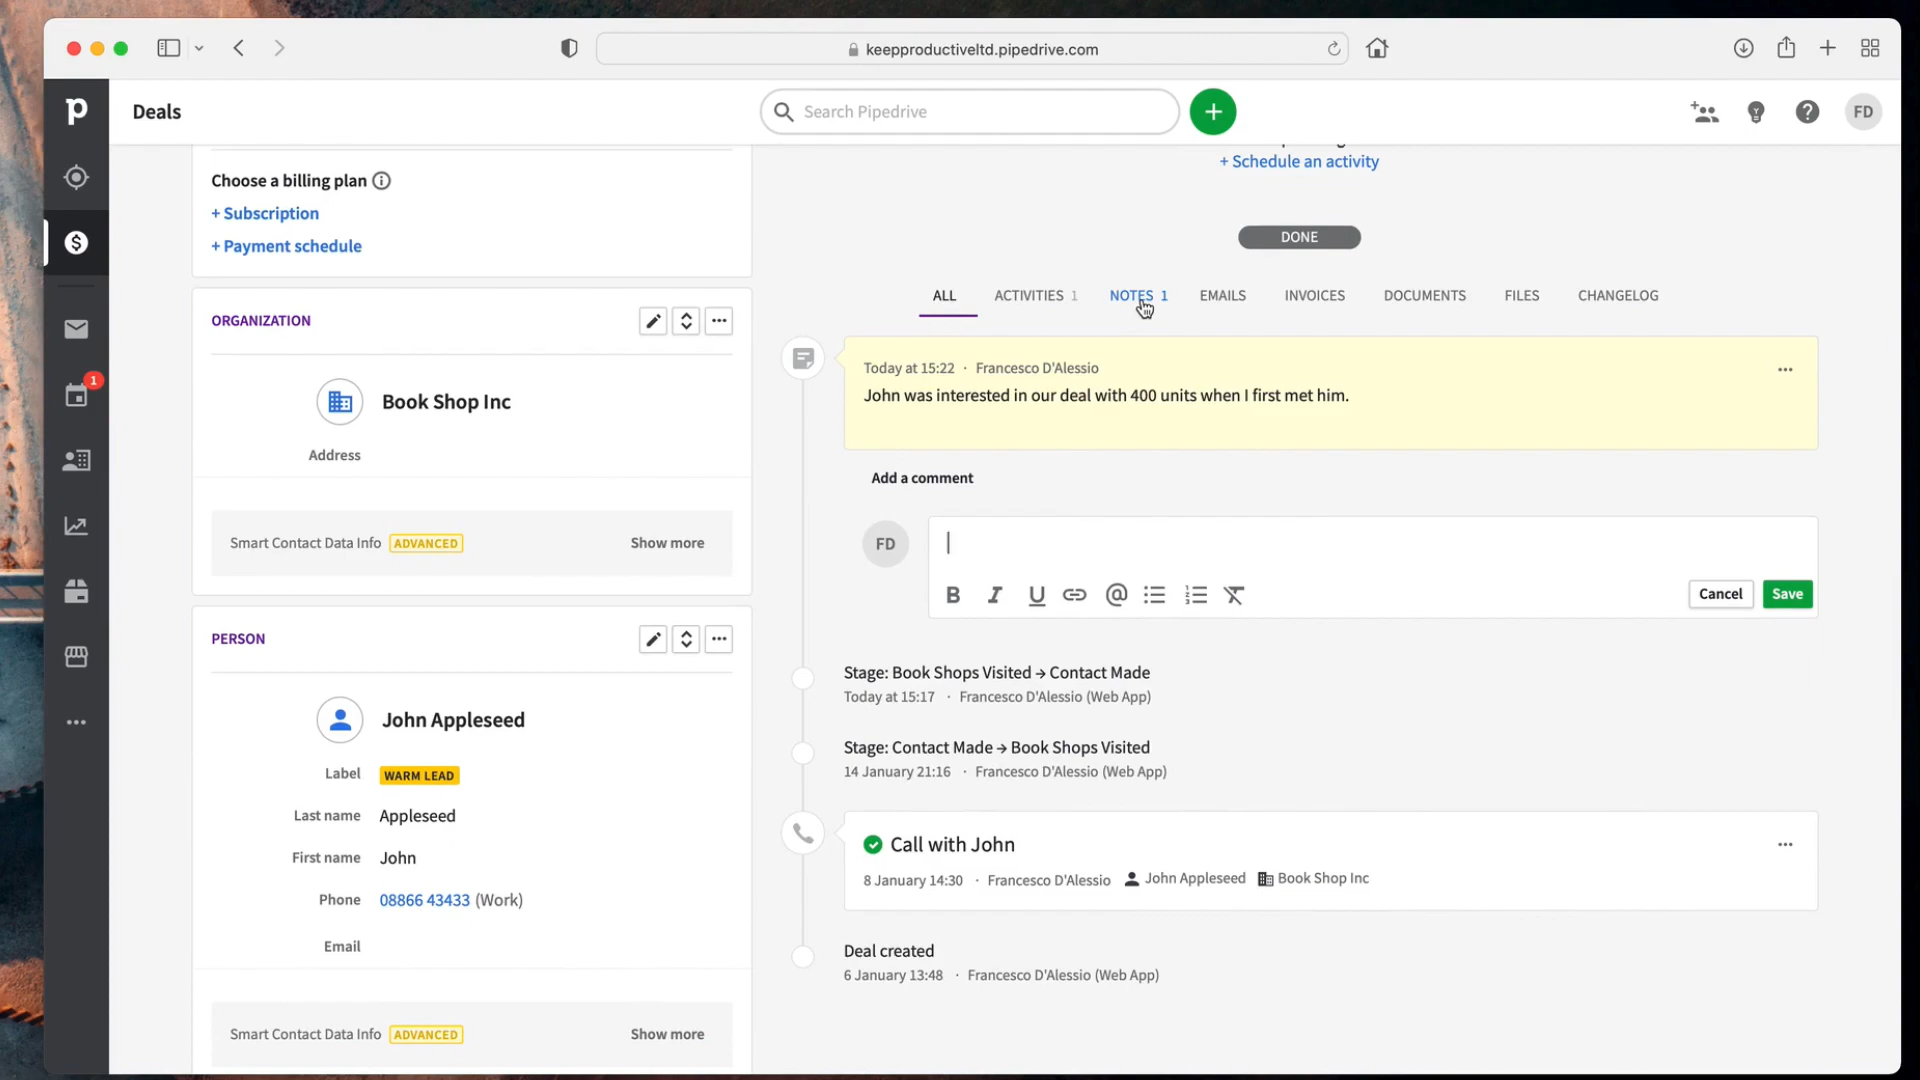 keepproductiveltd.pipedrive.com
p
Deals
Search Pipedrive
FD
Choose a billing plan
+ Subscription
+ Payment schedule
+ Schedule an activity
DONE
ALL
ACTIVITIES 1
NOTES 1
EMAILS
INVOICES
DOCUMENTS
FILES
CHANGELOG
1
ORGANIZATION
Book Shop Inc
Address
Smart Contact Data Info ADVANCED
Show more
PERSON
John Appleseed
Label WARM LEAD
Last name Appleseed
First name John
Phone 08866 43433 (Work)
Email
Smart Contact Data Info ADVANCED
Show more
Today at 15:22 · Francesco D'Alessio
John was interested in our deal with 400 units when I first met him.
Add a comment
FD
B I U @
Cancel
Save
Stage: Book Shops Visited → Contact Made
Today at 15:17 · Francesco D'Alessio (Web App)
Stage: Contact Made → Book Shops Visited
14 January 21:16 · Francesco D'Alessio (Web App)
Call with John
8 January 14:30 · Francesco D'Alessio John Appleseed Book Shop Inc
Deal created
6 January 13:48 · Francesco D'Alessio (Web App)